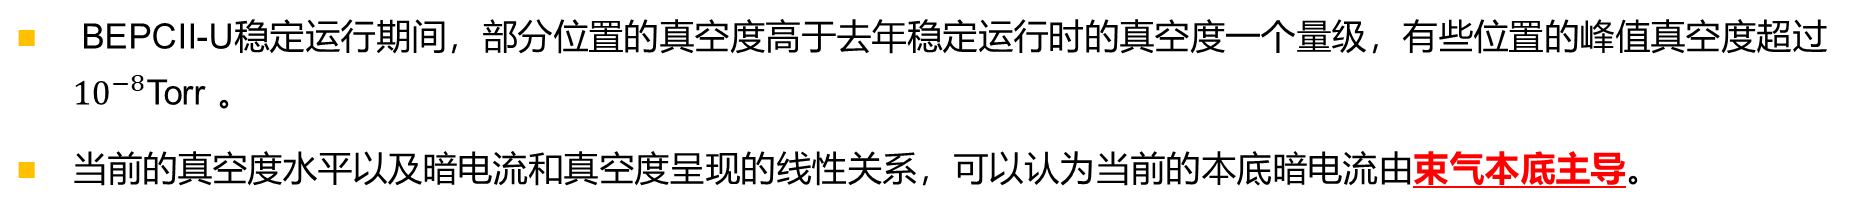 BEPCII-U稳定运行期间，部分位置的真空度高于去年稳定运行时的真空度一个量级，有些位置的峰值真空度超过
10⁻⁸Torr 。
当前的真空度水平以及暗电流和真空度呈现的线性关系，可以认为当前的本底暗电流由束气本底主导。